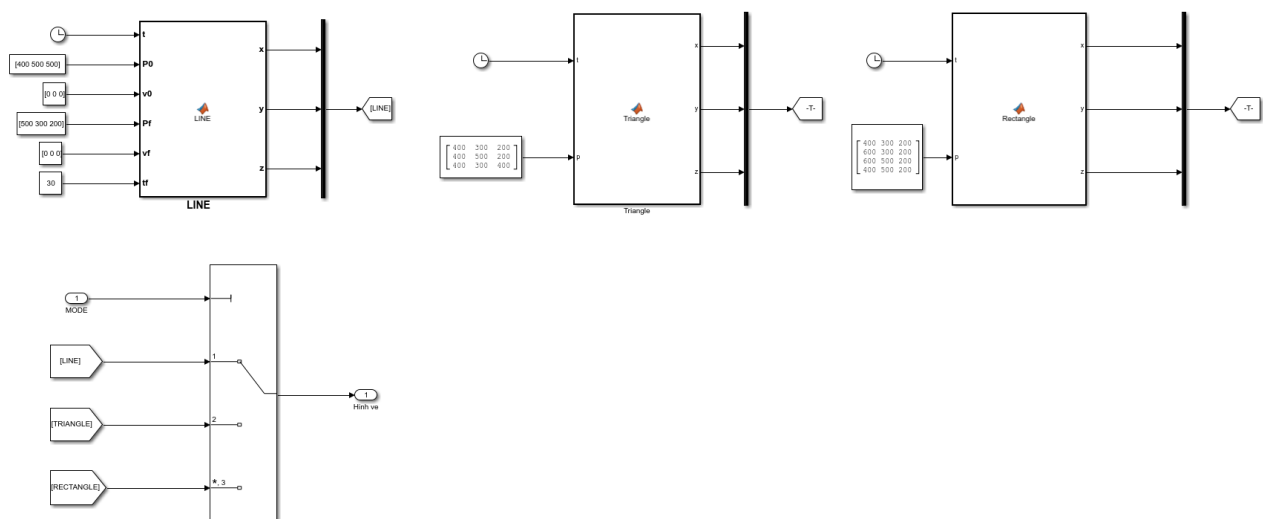 t
[400 500 500]
P0
[0 0 0]
v0
[500 300 200]
Pf
[0 0 0]
vf
30
tf
LINE
x
y
z
LINE
[LINE]
t
p
400 300 200
400 500 200
400 300 400
Triangle
x
y
z
Triangle
-T-
t
p
400 300 200
600 300 200
600 500 200
400 500 200
Rectangle
x
y
z
-T-
1
MODE
[LINE]
1
[TRIANGLE]
2
[RECTANGLE]
*, 3
1
Hinh ve